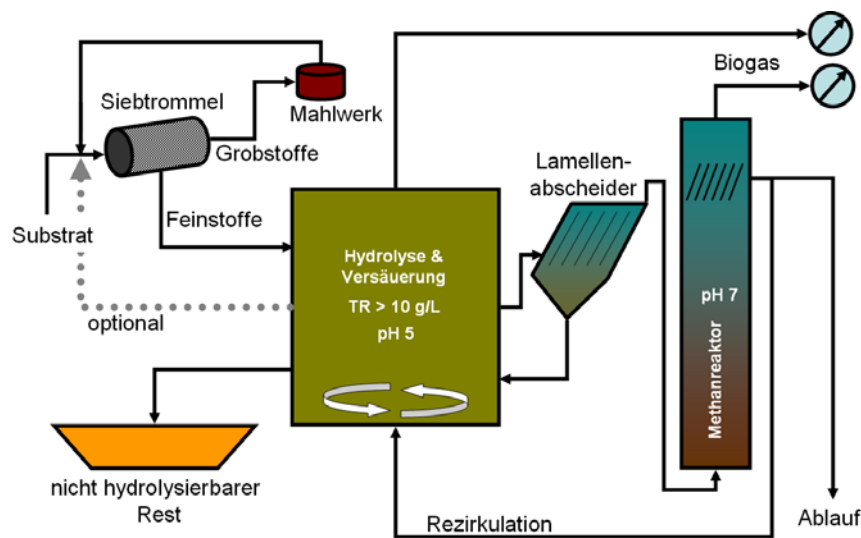 Biogas
Siebtrommel
Mahlwerk
Grobstoffe
Lamellen-
abscheider
Substrat
Feinstoffe
Hydrolyse &
Versäuerung
TR > 10 g/L
pH 5
optional
pH 7
Methanreaktor
nicht hydrolysierbarer
Rest
Rezirkulation
Ablauf